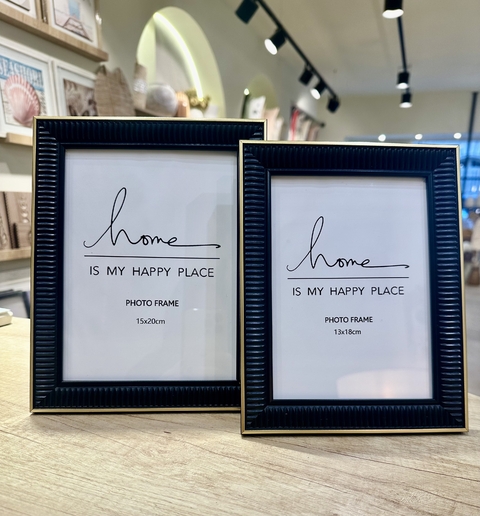 home
IS MY HAPPY PLACE
PHOTO FRAME
15x20cm
home
IS MY HAPPY PLACE
PHOTO FRAME
13x18cm